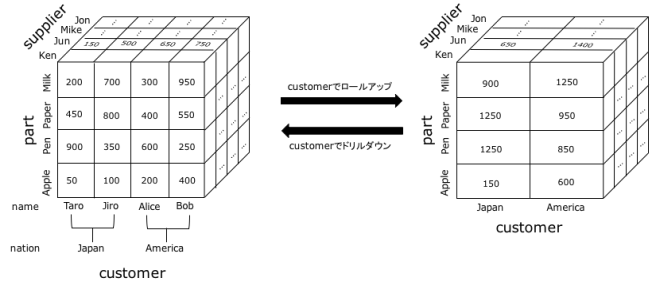 supplier
Jon
Mike
Jun
Ken
... ... ... ...
... ... ... ...
150 500 650 750
part
Milk 200 700 300 950
Paper 450 800 400 550
Pen 900 350 600 250
Apple 50 100 200 400
name Taro Jiro Alice Bob
nation Japan America
customer
customerでロールアップ
customerでドリルダウン
supplier
Jon
Mike
Jun
Ken
... ...
... ...
650 1400
part
Milk 900 1250
Paper 1250 950
Pen 1250 850
Apple 150 600
Japan America
customer